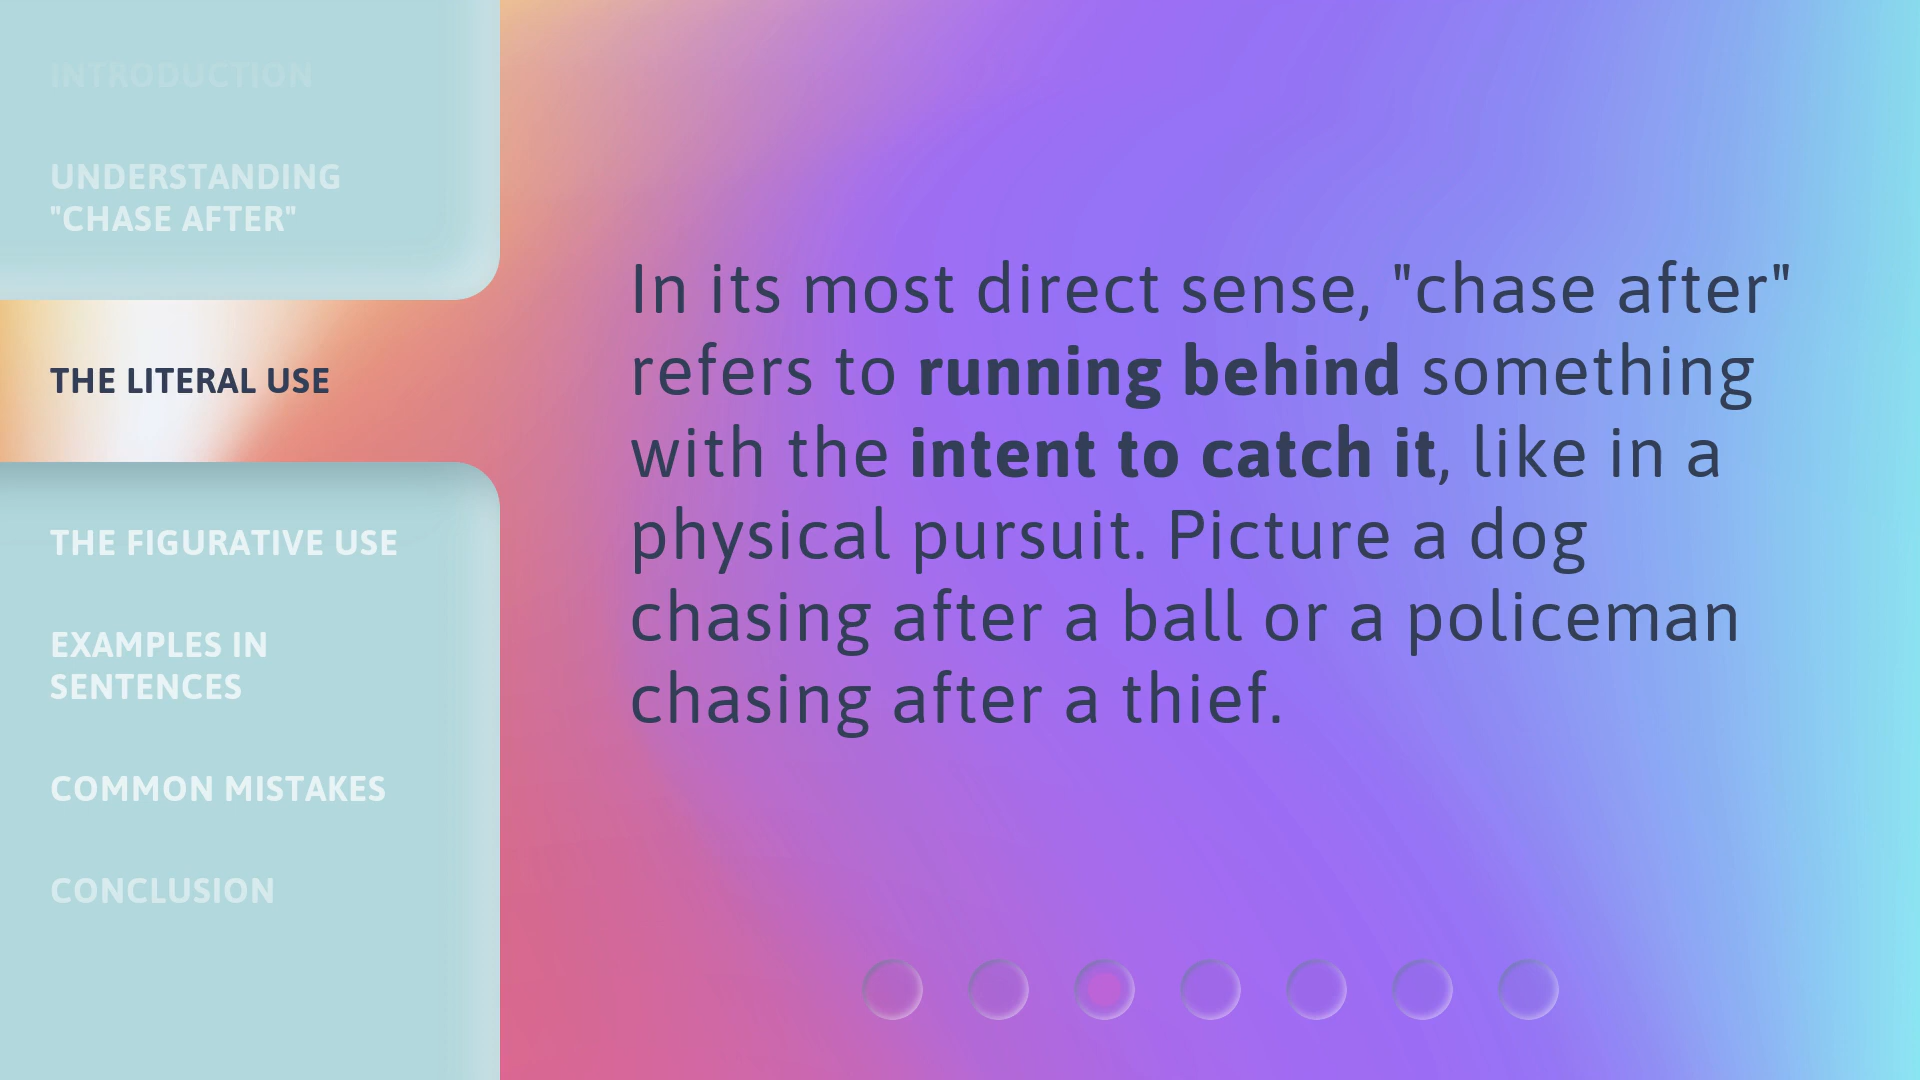 INTRODUCTION
UNDERSTANDING
"CHASE AFTER"
THE LITERAL USE
THE FIGURATIVE USE
EXAMPLES IN
SENTENCES
COMMON MISTAKES
CONCLUSION
In its most direct sense, "chase after"
refers to running behind something
with the intent to catch it, like in a
physical pursuit. Picture a dog
chasing after a ball or a policeman
chasing after a thief.